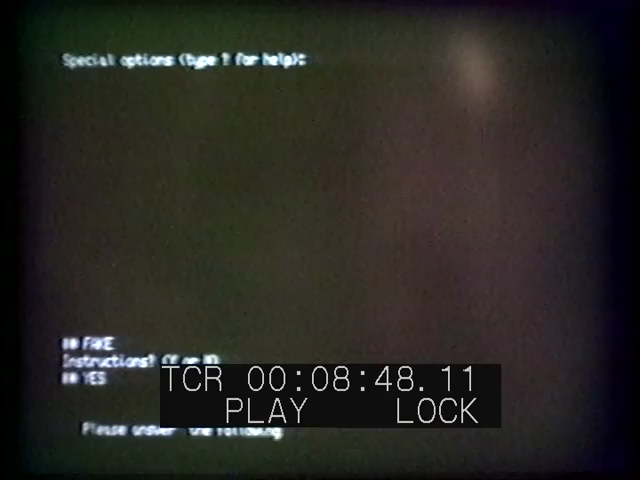 Special options (type ? for help):
** FAKE
Instructions? (Y or N)
** YES
TCR 00:08:48.11
PLAY LOCK
Please answer the following